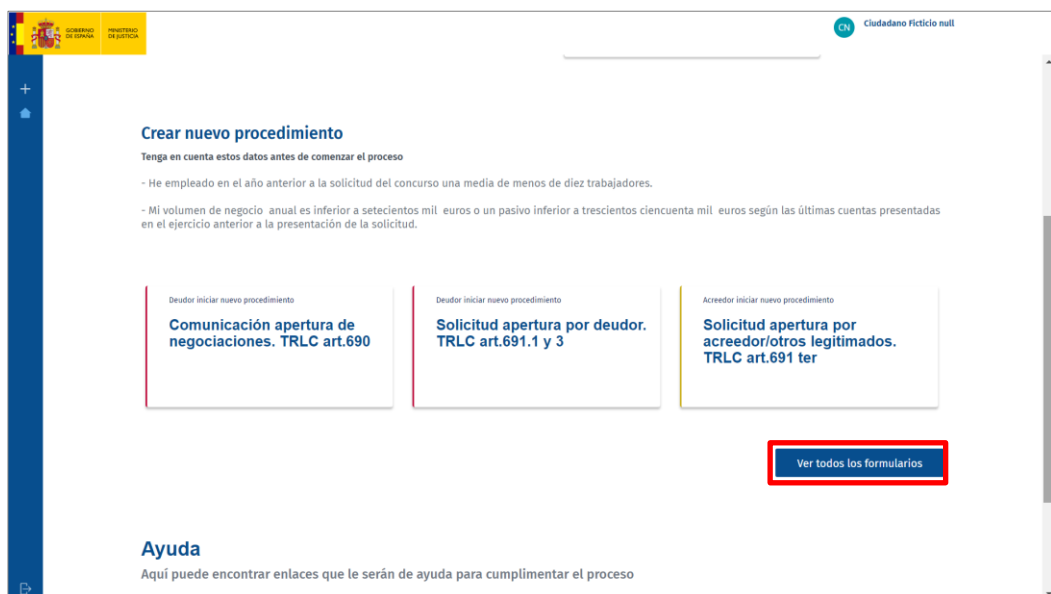 GOBIERNO
DE ESPAÑA
MINISTERIO
DE JUSTICIA
CN
Ciudadano Ficticio null
Crear nuevo procedimiento
Tenga en cuenta estos datos antes de comenzar el proceso
- He empleado en el año anterior a la solicitud del concurso una media de menos de diez trabajadores.
- Mi volumen de negocio anual es inferior a setecientos mil euros o un pasivo inferior a trescientos ciencuenta mil euros según las últimas cuentas presentadas
en el ejercicio anterior a la presentación de la solicitud.
Deudor iniciar nuevo procedimiento
Comunicación apertura de
negociaciones. TRLC art.690
Deudor iniciar nuevo procedimiento
Solicitud apertura por deudor.
TRLC art.691.1 y 3
Acreedor iniciar nuevo procedimiento
Solicitud apertura por
acreedor/otros legitimados.
TRLC art.691 ter
Ver todos los formularios
Ayuda
Aquí puede encontrar enlaces que le serán de ayuda para cumplimentar el proceso